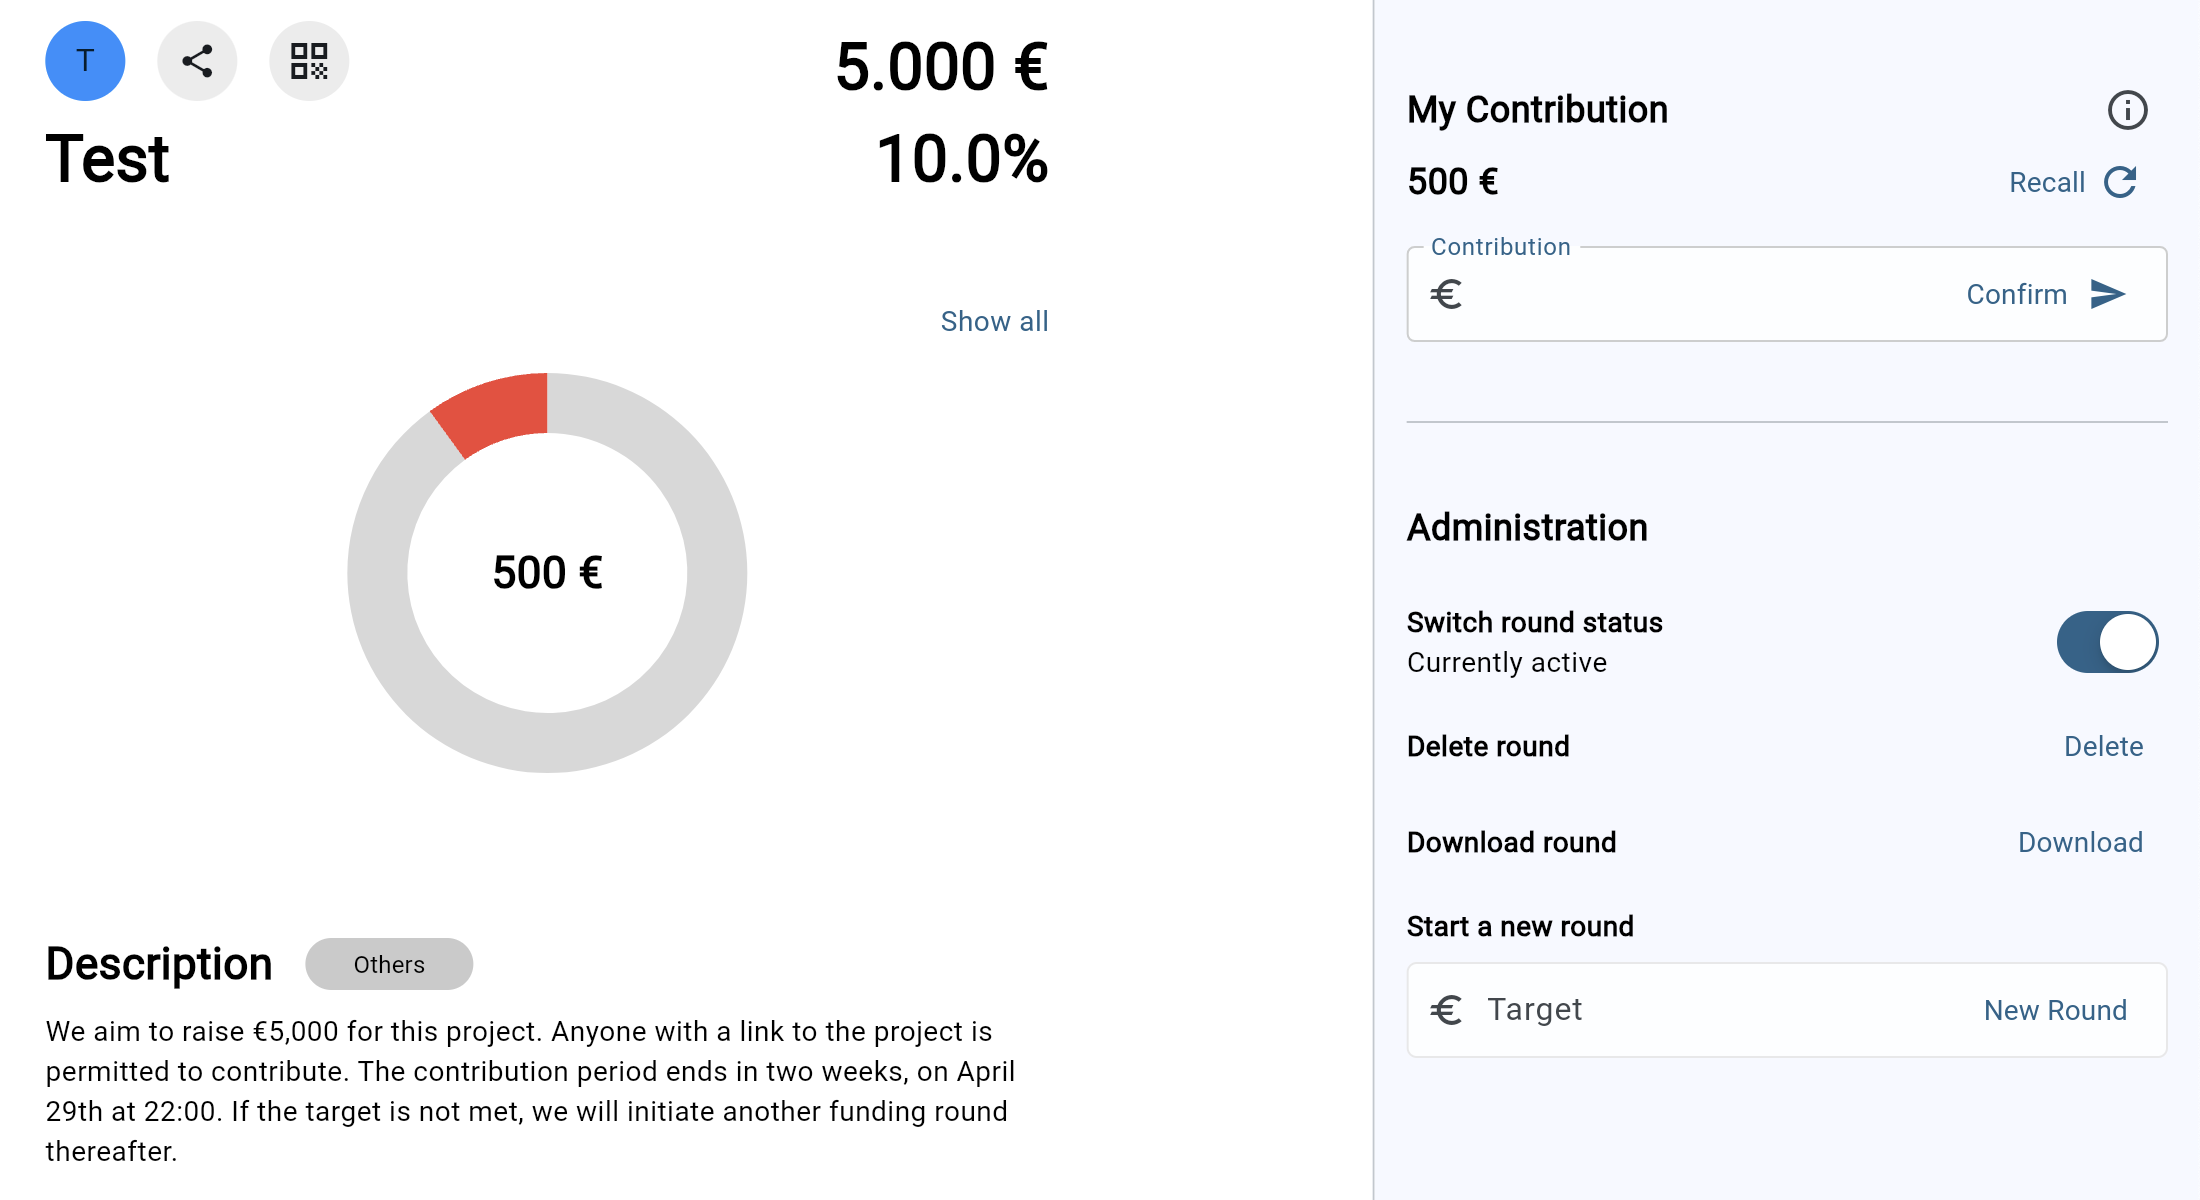 T
5.000 €
Test
10.0%
Show all
500 €
Description
Others
We aim to raise €5,000 for this project. Anyone with a link to the project is
permitted to contribute. The contribution period ends in two weeks, on April
29th at 22:00. If the target is not met, we will initiate another funding round
thereafter.
My Contribution
500 €
Recall
Contribution
€
Confirm
Administration
Switch round status
Currently active
Delete round
Delete
Download round
Download
Start a new round
€ Target
New Round